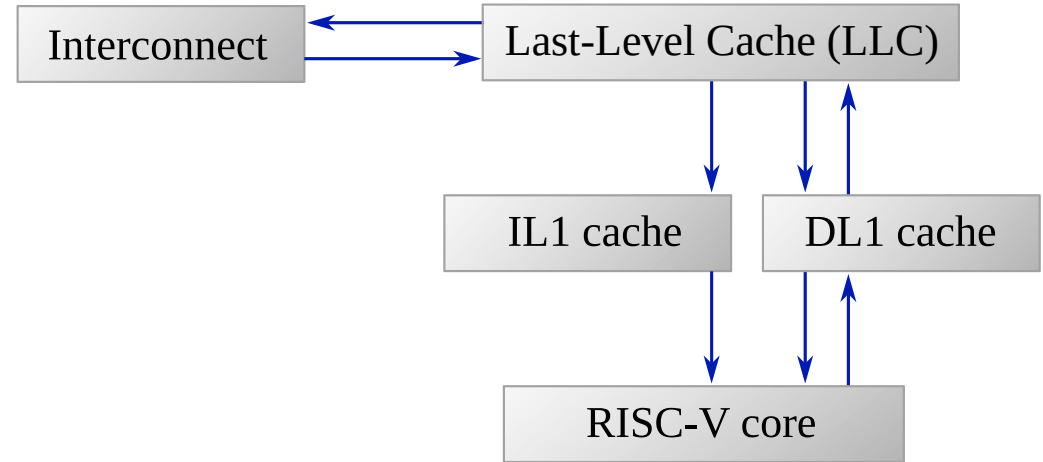 Interconnect
Last-Level Cache (LLC)
IL1 cache
DL1 cache
RISC-V core